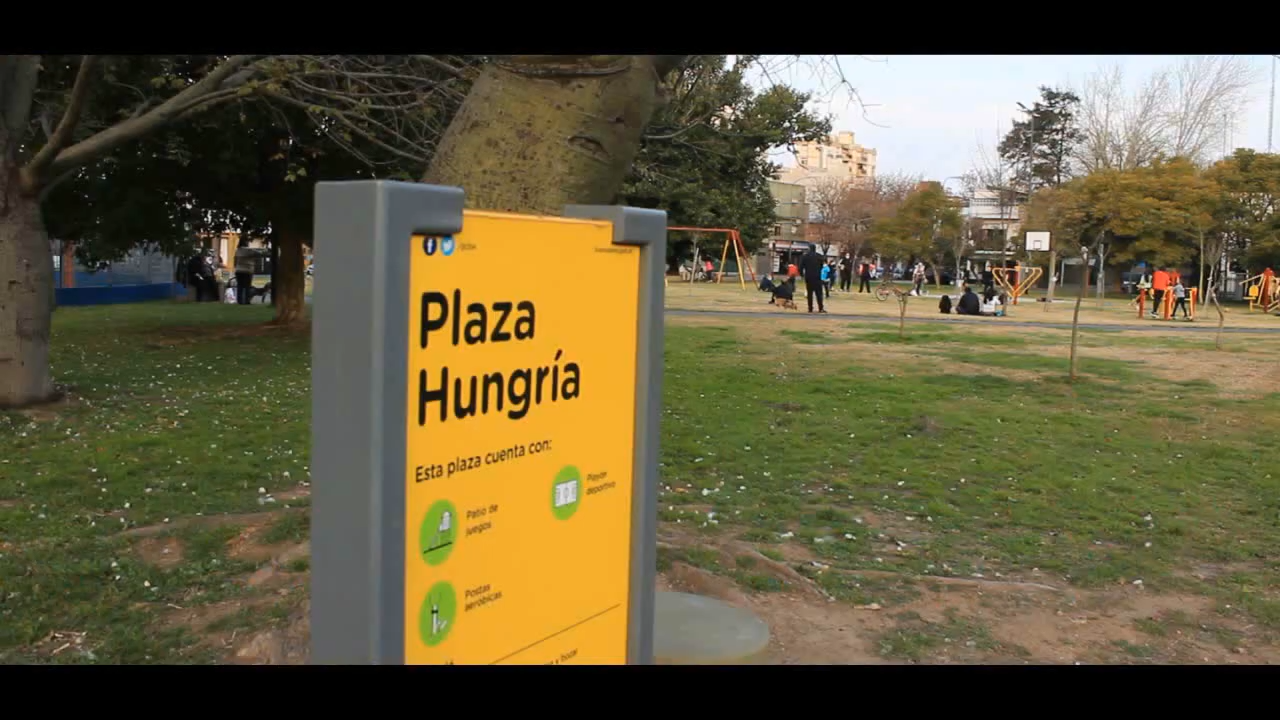 Plaza
Hungría
Esta plaza cuenta con:
Patio de
juegos
Playón
deportivo
Postas
aeróbicas